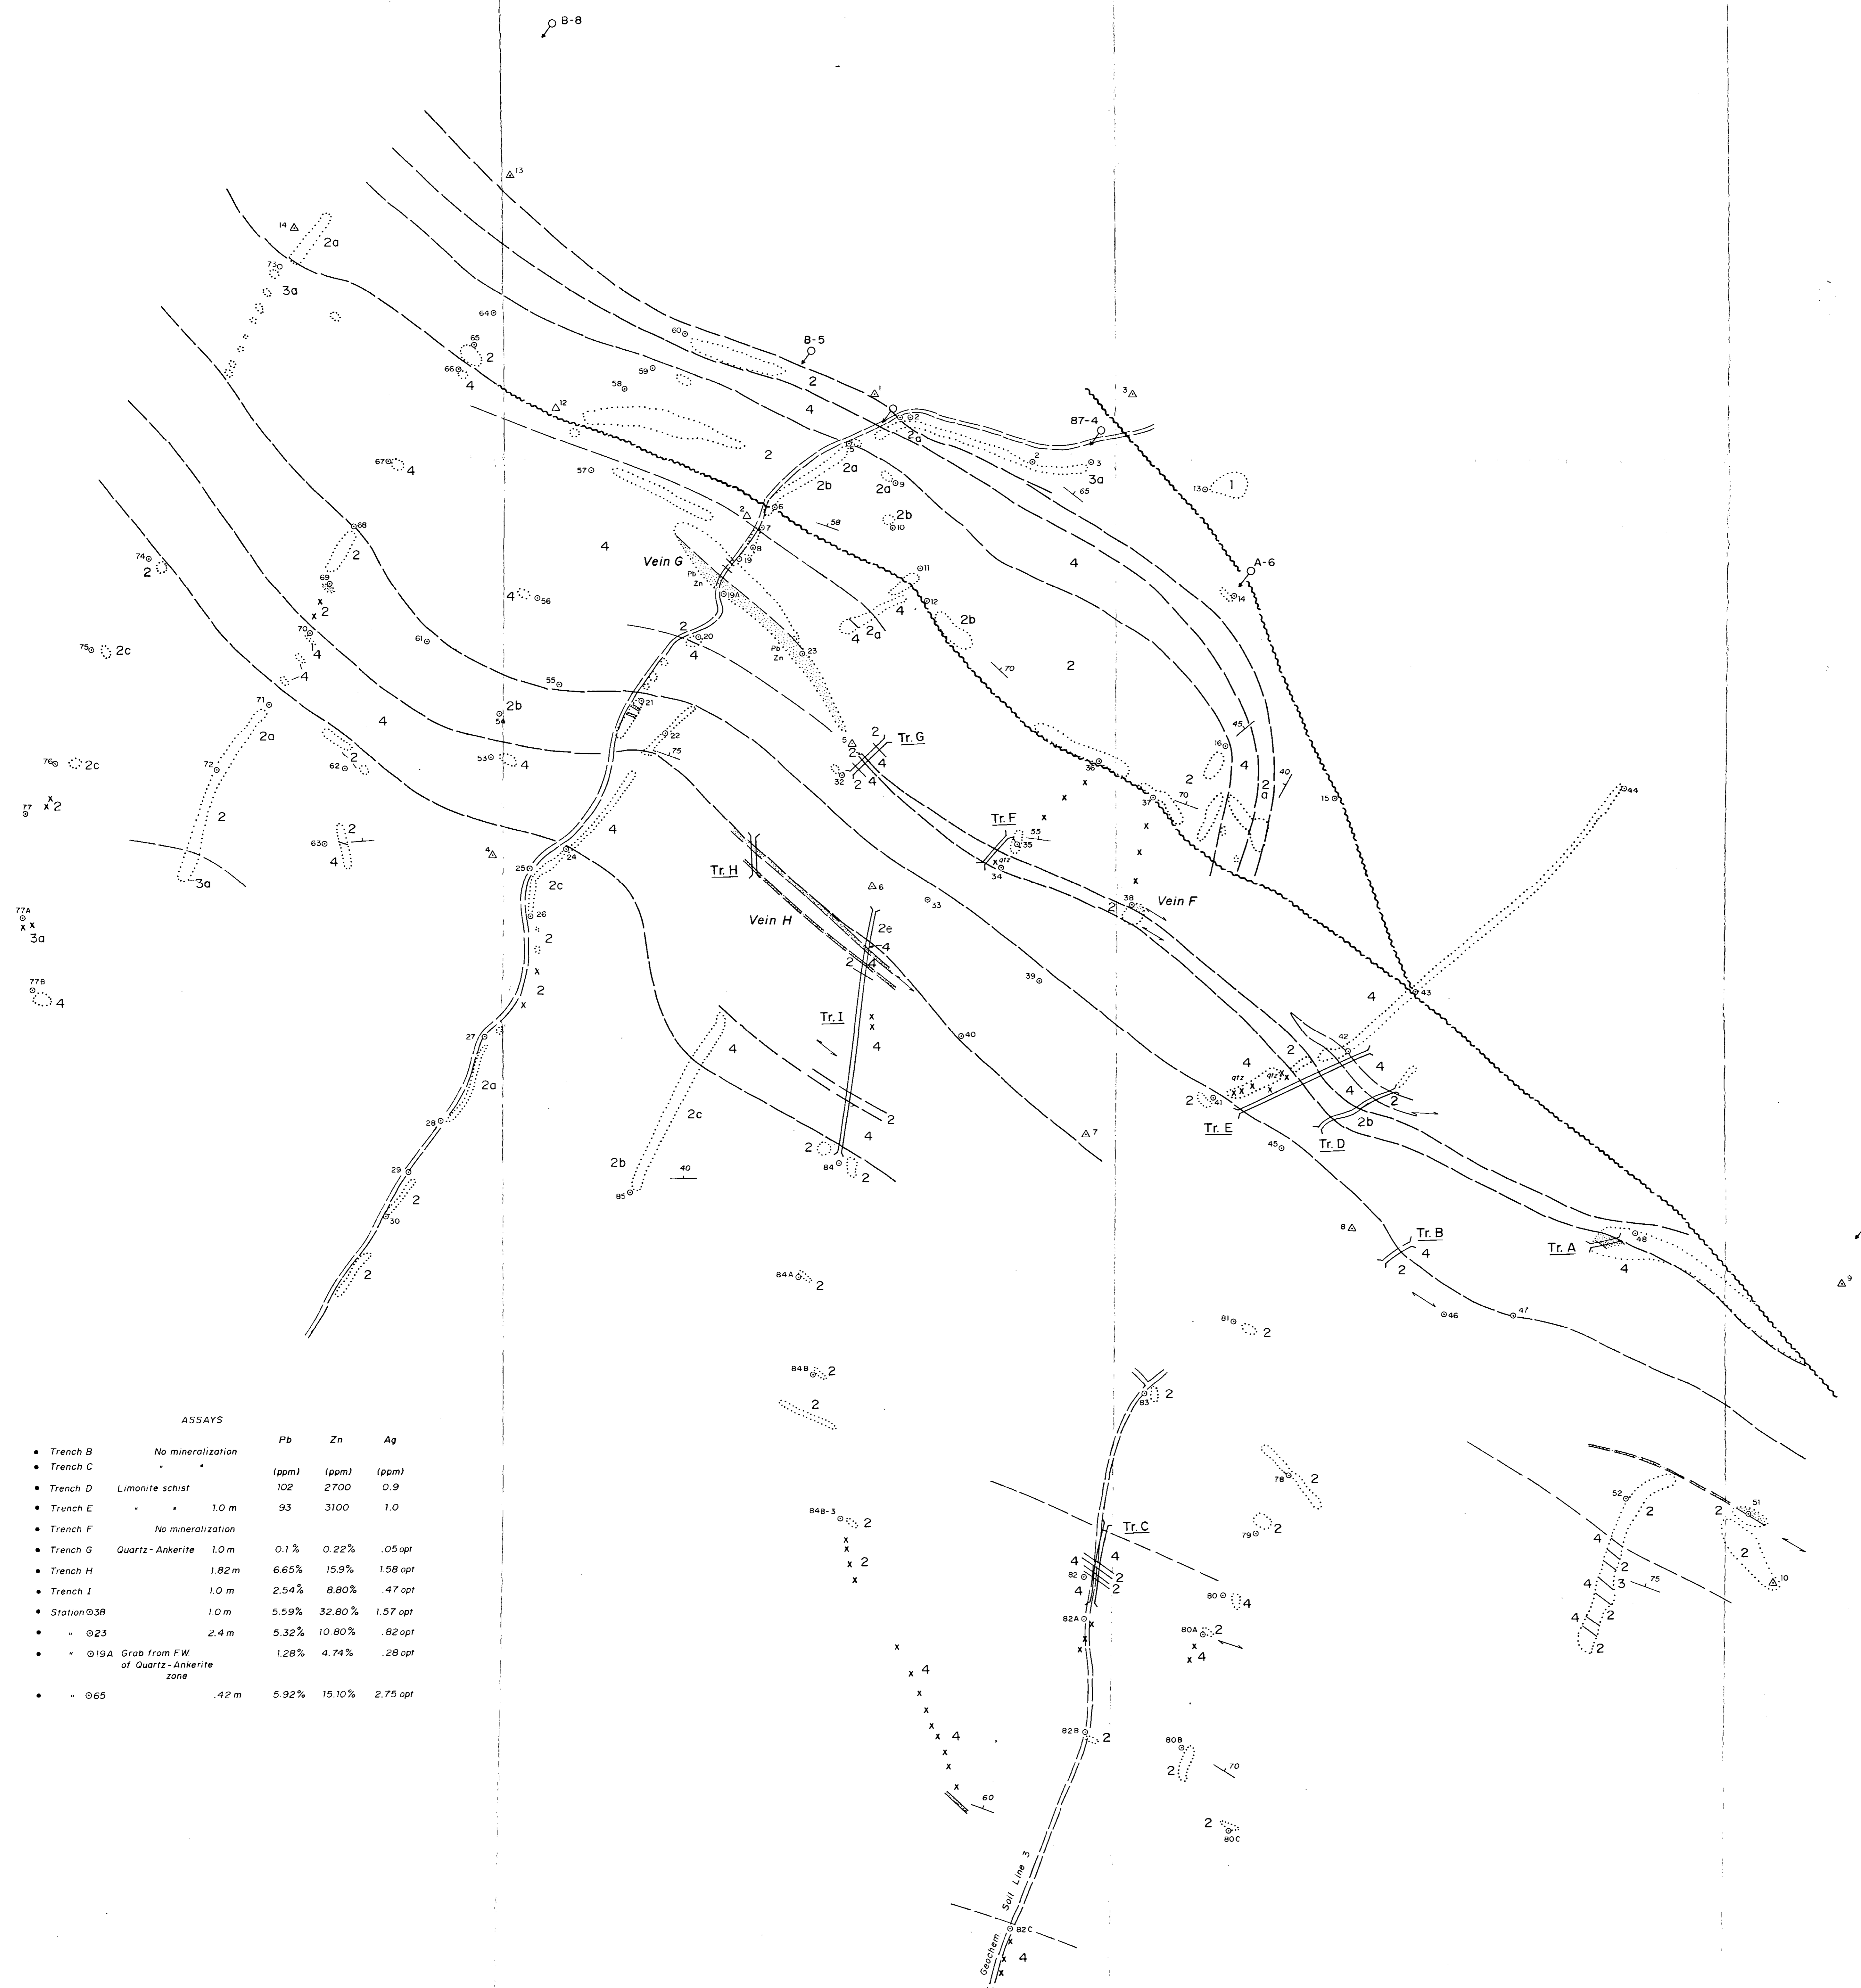 B-8
13
14
2a
73
3a
64
60
65
2
B-5
66
4
59
2
58
12
4
1
3
87-4
2
2
2a
5
2
3
3a
65
67
4
57
2a
2b
2a
9
2b
10
13
1
6
2
7
58
8
19
68
74
2
2
4
Vein G
Pb
Zn
19A
11
4
A-6
14
69
2
4
56
12
2b
4
2a
4
70
4
61
2
20
4
Pb
Zn
23
70
2
75
2c
4
55
71
2a
4
2b
54
21
22
75
45
16
5
2
2
Tr. G
4
4
2
32
53
4
2
62
76
2c
72
36
4
2
40
2
a
15
44
77
2
2
37
70
63
2
4
4
24
Tr. F
55
35
qtz
34
4
25
2c
Tr. H
6
3a
26
Vein H
33
38
2
Vein F
77A
3a
2
2e
4
2
4
39
43
4
77B
4
2
27
Tr. I
4
40
42
4
2
4
qtz
qtz
4
2
2a
4
2c
2
41
Tr. E
2b
Tr. D
28
2
4
7
45
2b
40
2
84
2
85
29
2
30
8
Tr. B
4
2
Tr. A
48
4
2
84A
2
9
46
47
81
2
84B
2
2
83
2
ASSAYS
Pb Zn Ag
• Trench B No mineralization
• Trench C " "
(ppm) (ppm) (ppm)
• Trench D Limonite schist 102 2700 0.9
• Trench E " " 1.0 m 93 3100 1.0
• Trench F No mineralization
• Trench G Quartz-Ankerite 1.0 m 0.1% 0.22% .05 opt
• Trench H 1.82 m 6.65% 15.9% 1.58 opt
• Trench I 1.0 m 2.54% 8.80% .47 opt
• Station ⊙38 1.0 m 5.59% 32.80% 1.57 opt
• " ⊙23 2.4 m 5.32% 10.80% .82 opt
• " ⊙19A Grab from F.W. 1.28% 4.74% .28 opt
of Quartz-Ankerite
zone
• " ⊙65 .42 m 5.92% 15.10% 2.75 opt
78
2
52
2
2
51
84B-3
2
79
2
2
Tr. C
4
4
82
2
4
2
2
4
3
75
10
4
2
2
80
4
82A
80A
2
4
4
82B
2
4
80B
2
70
60
2
80C
Geochem Soil Line 3
82C
4